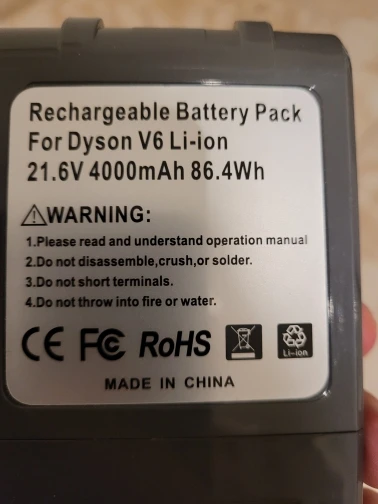 Rechargeable Battery Pack
For Dyson V6 Li-ion
21.6V 4000mAh 86.4Wh
WARNING:
1.Please read and understand operation manual
2.Do not disassemble,crush,or solder.
3.Do not short terminals.
4.Do not throw into fire or water.
CE FC RoHS Li-ion
MADE IN CHINA